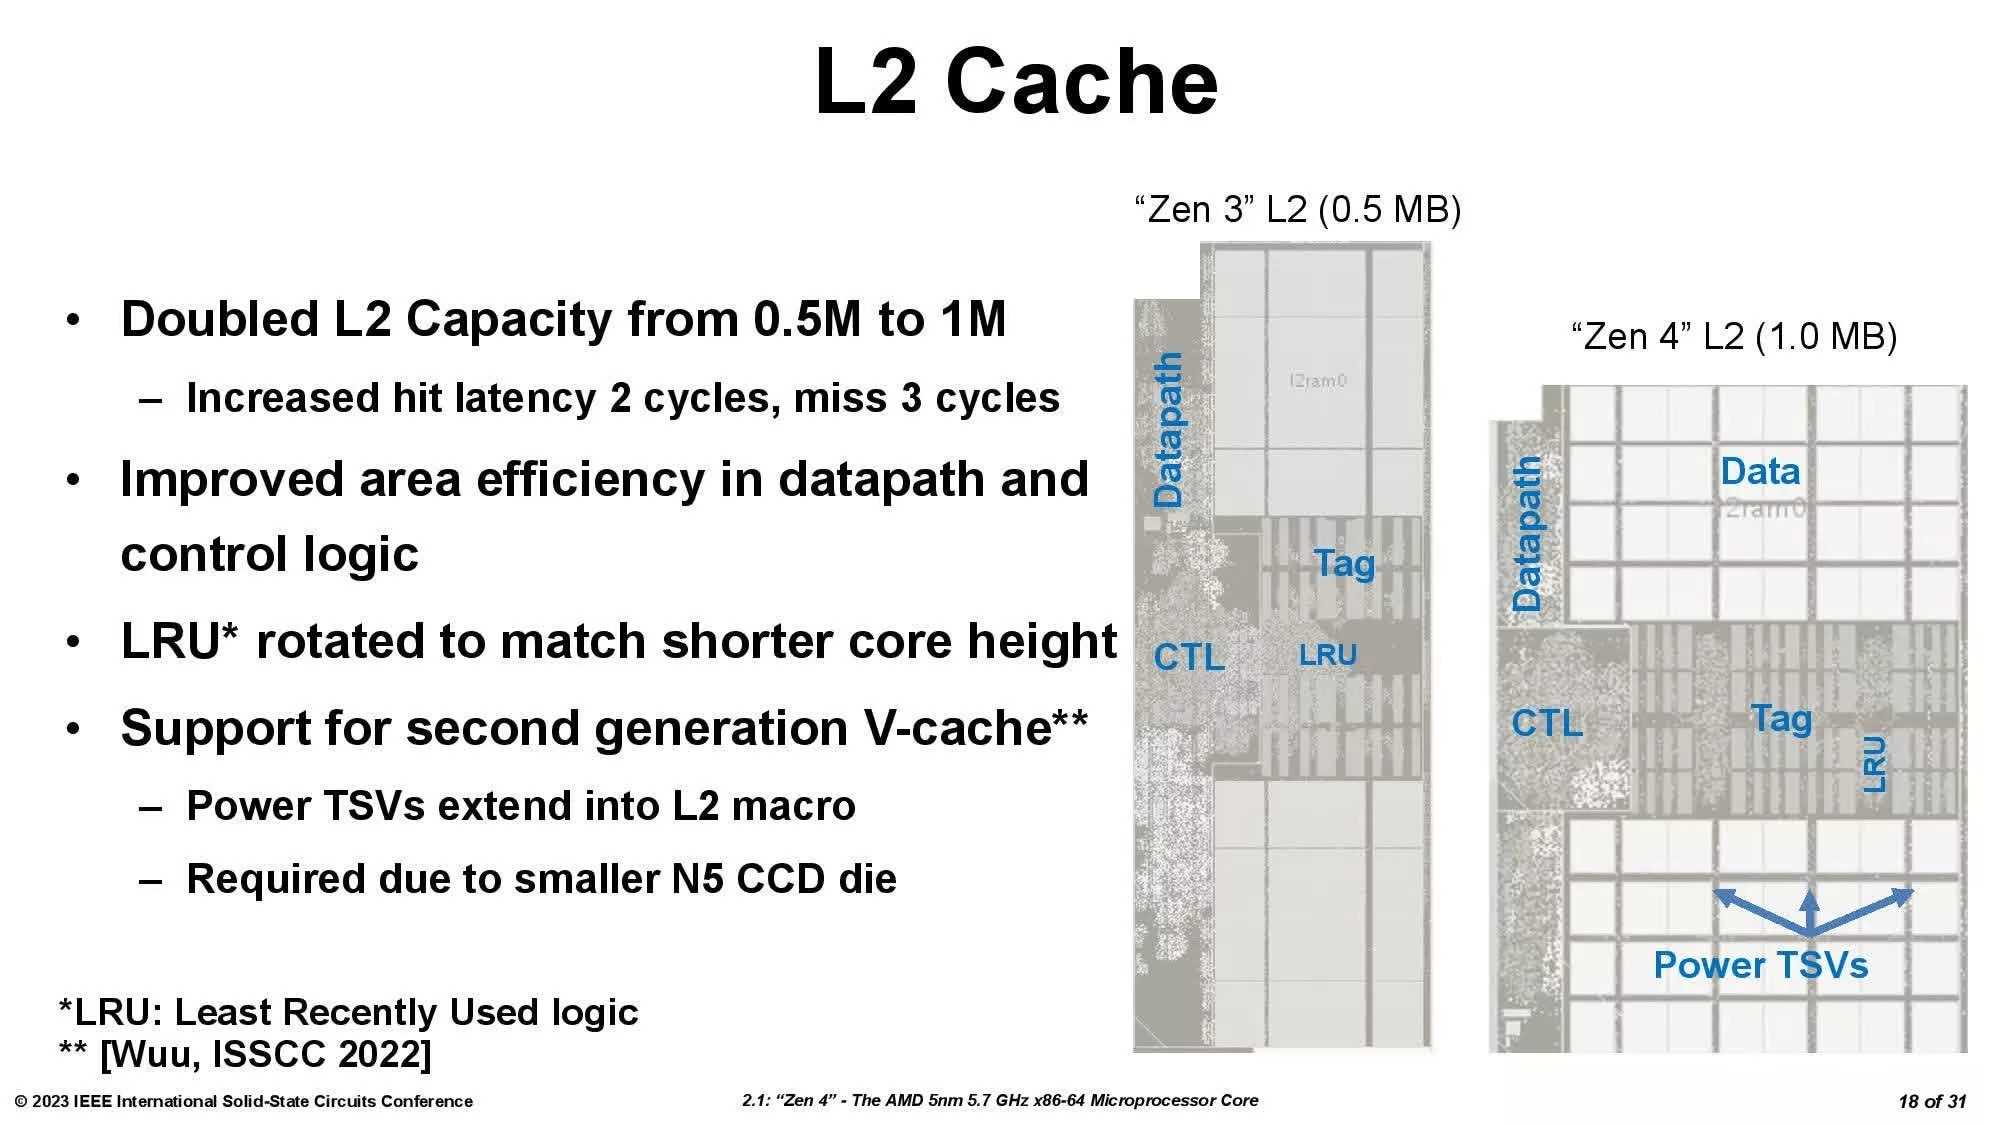 L2 Cache
• Doubled L2 Capacity from 0.5M to 1M
– Increased hit latency 2 cycles, miss 3 cycles
• Improved area efficiency in datapath and
control logic
• LRU* rotated to match shorter core height
• Support for second generation V-cache**
– Power TSVs extend into L2 macro
– Required due to smaller N5 CCD die
*LRU: Least Recently Used logic
** [Wuu, ISSCC 2022]
“Zen 3” L2 (0.5 MB)
l2ram0
Datapath
Tag
CTL
LRU
“Zen 4” L2 (1.0 MB)
Data
l2ram0
Datapath
CTL
Tag
LRU
Power TSVs
© 2023 IEEE International Solid-State Circuits Conference
2.1: “Zen 4” - The AMD 5nm 5.7 GHz x86-64 Microprocessor Core
18 of 31